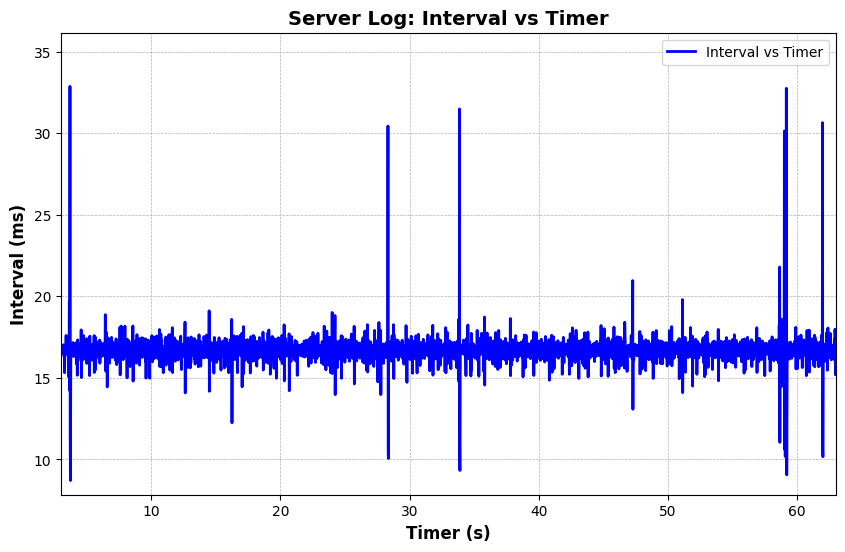 Server Log: Interval vs Timer
Interval vs Timer
Interval (ms)
35
30
25
20
15
10
10 20 30 40 50 60
Timer (s)